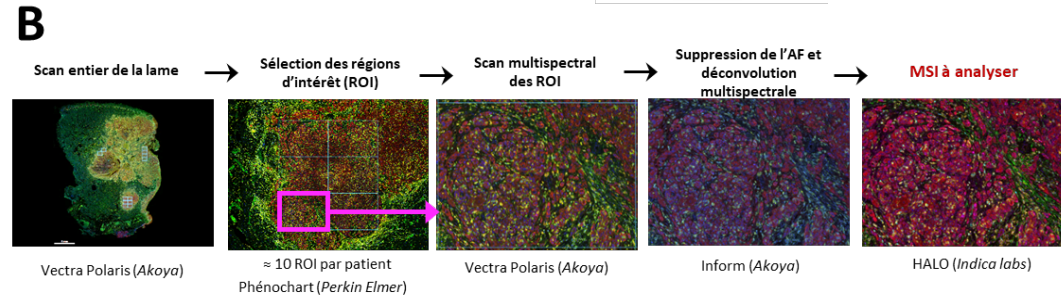 B
Scan entier de la lame
Sélection des régions
d'intérêt (ROI)
Scan multispectral
des ROI
Suppression de l'AF et
déconvolution
multispectrale
MSI à analyser
Vectra Polaris (Akoya)
≈ 10 ROI par patient
Phénochart (Perkin Elmer)
Vectra Polaris (Akoya)
Inform (Akoya)
HALO (Indica labs)